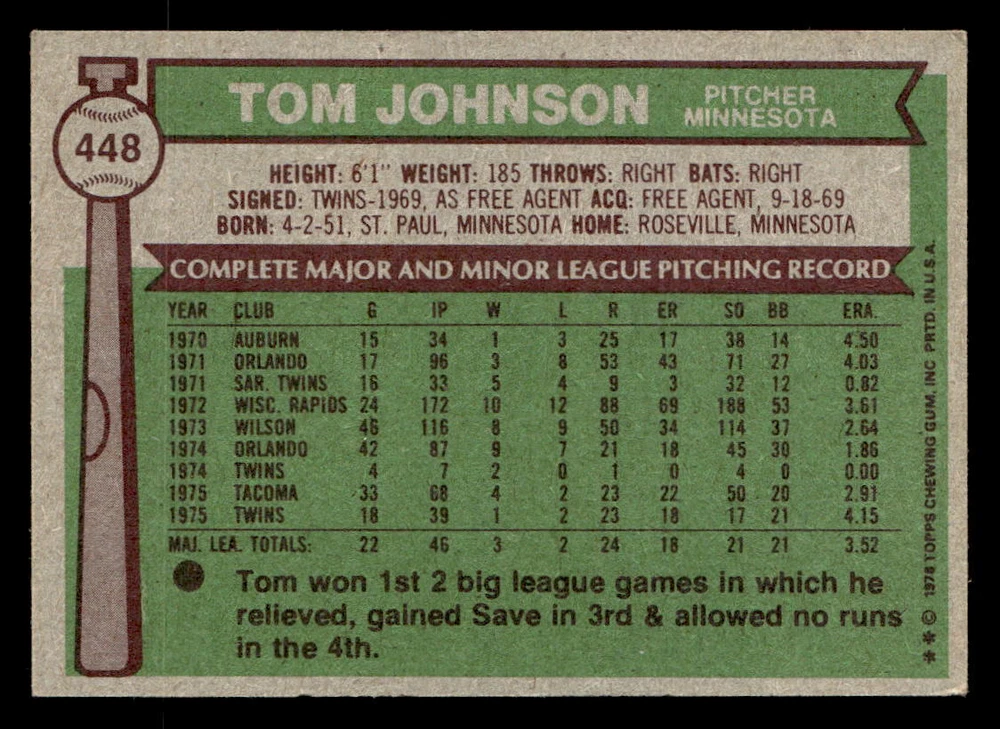 448
TOM JOHNSON
PITCHER
MINNESOTA
HEIGHT: 6'1" WEIGHT: 185 THROWS: RIGHT BATS: RIGHT
SIGNED: TWINS-1969, AS FREE AGENT ACQ: FREE AGENT, 9-18-69
BORN: 4-2-51, ST. PAUL, MINNESOTA HOME: ROSEVILLE, MINNESOTA
COMPLETE MAJOR AND MINOR LEAGUE PITCHING RECORD
YEAR CLUB G IP W L R ER SO BB ERA.
1970 AUBURN 15 34 1 3 25 17 38 14 4.50
1971 ORLANDO 17 96 3 8 53 43 71 27 4.03
1971 SAR. TWINS 16 33 5 4 9 3 32 12 0.82
1972 WISC. RAPIDS 24 172 10 12 88 69 188 53 3.61
1973 WILSON 46 116 8 9 50 34 114 37 2.64
1974 ORLANDO 42 87 9 7 21 18 45 30 1.86
1974 TWINS 4 7 2 0 1 0 4 0 0.00
1975 TACOMA 33 68 4 2 23 22 50 20 2.91
1975 TWINS 18 39 1 2 23 18 17 21 4.15
MAJ. LEA. TOTALS: 22 46 3 2 24 18 21 21 3.52
Tom won 1st 2 big league games in which he
relieved, gained Save in 3rd & allowed no runs
in the 4th.
** © 1976 TOPPS CHEWING GUM, INC PRTD. IN U.S.A.